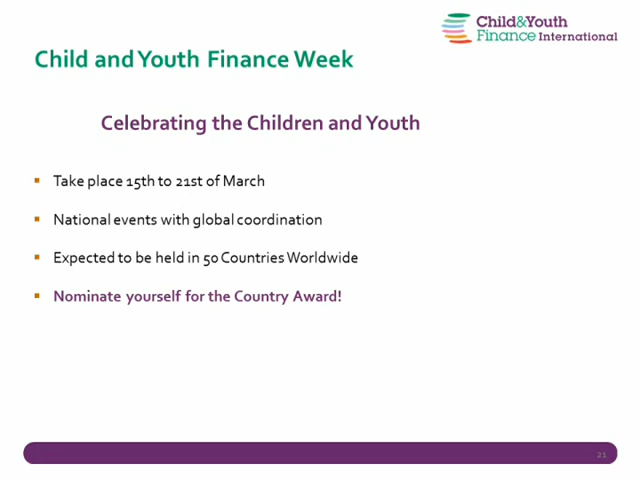 Child&Youth
Finance International
Child and Youth Finance Week
Celebrating the Children and Youth
Take place 15th to 21st of March
National events with global coordination
Expected to be held in 50 Countries Worldwide
Nominate yourself for the Country Award!
21